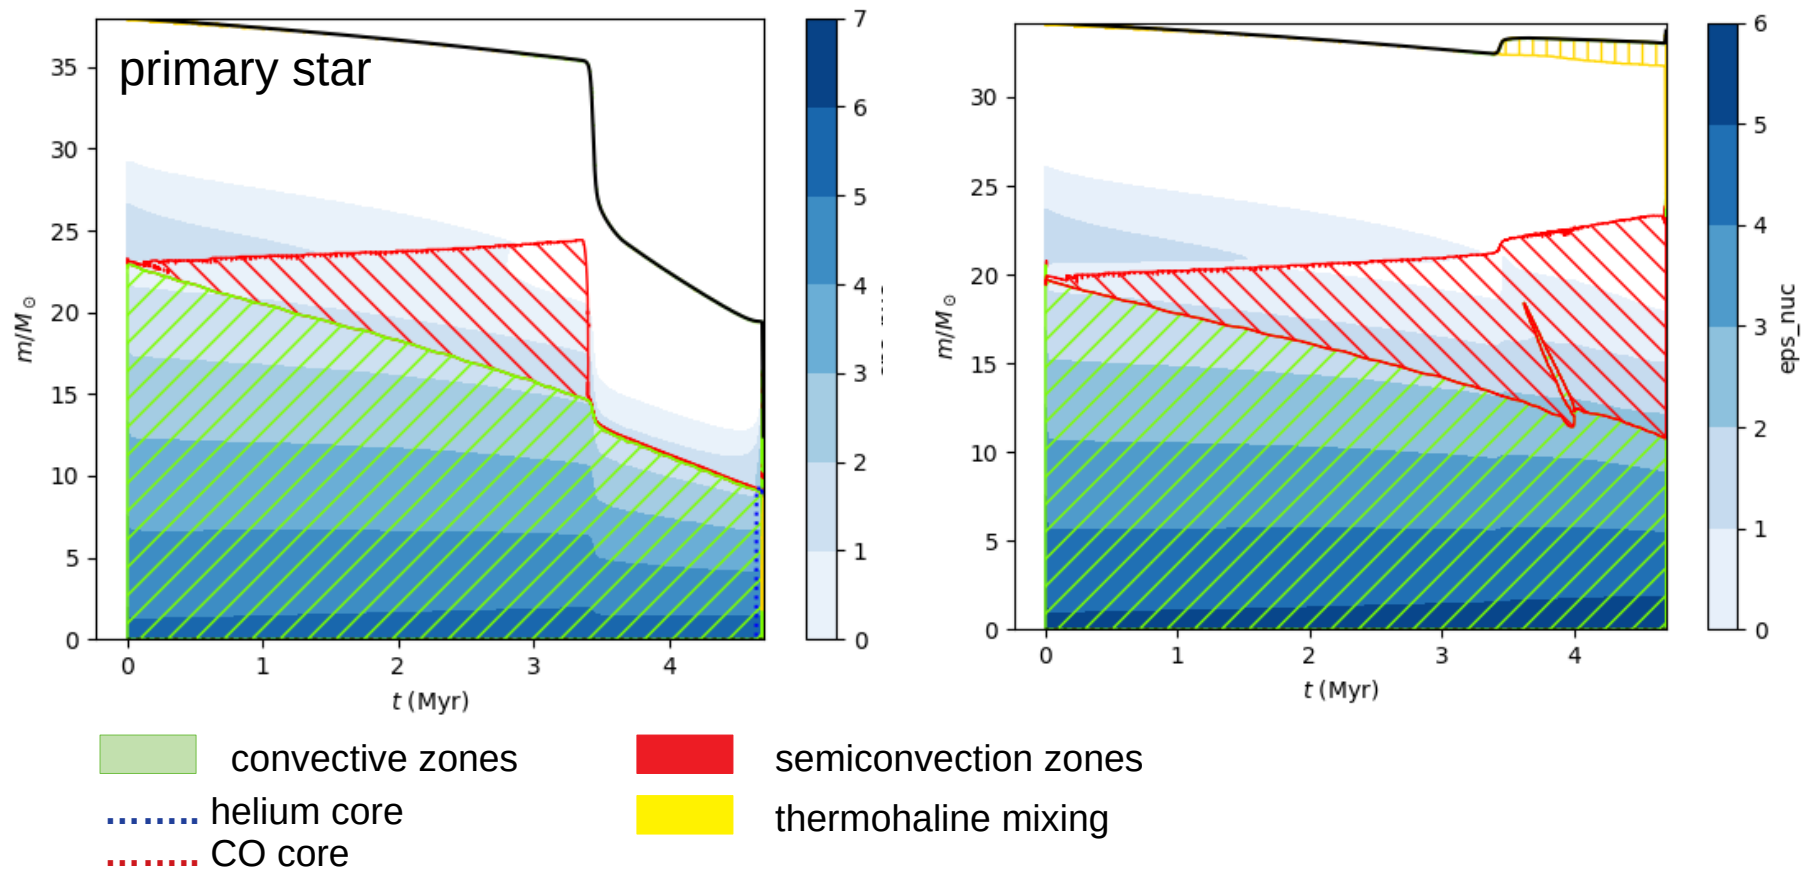 primary star
35
30
25
20
15
10
5
0
m/M⊙
0 1 2 3 4
t (Myr)
7
6
5
4
3
2
1
0
30
25
20
15
10
5
0
m/M⊙
0 1 2 3 4
t (Myr)
6
5
4
3
2
1
0
eps_nuc
convective zones
semiconvection zones
helium core
thermohaline mixing
CO core